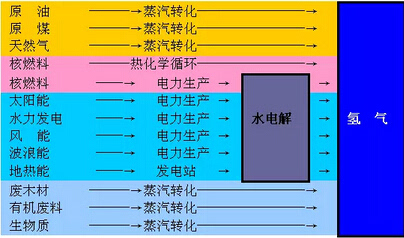 原 油 蒸汽转化
原 煤 蒸汽转化
天然气 蒸汽转化
核燃料 热化学循环
核燃料 电力生产
太阳能 电力生产
水力发电 电力生产 水电解 氢 气
风 能 电力生产
波浪能 电力生产
地热能 发电站
废木材 蒸汽转化
有机废料 蒸汽转化
生物质 蒸汽转化